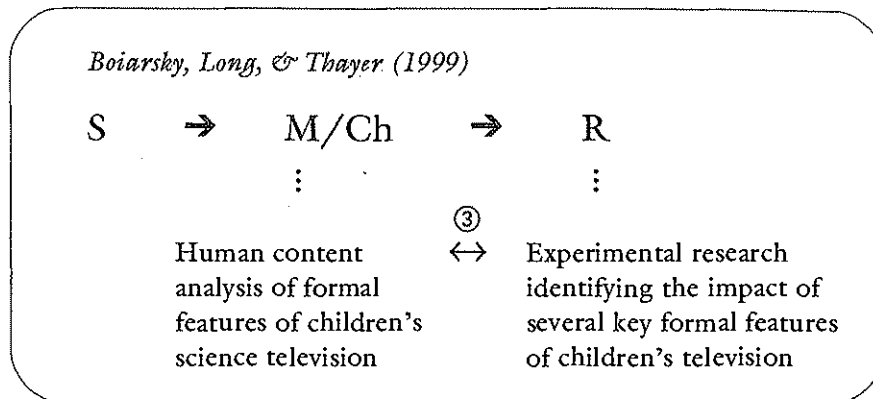 Boiarsky, Long, & Thayer (1999)
S → M/Ch → R
⋮ ⋮
③
Human content ↔ Experimental research
analysis of formal identifying the impact of
features of children's several key formal features
science television of children's television